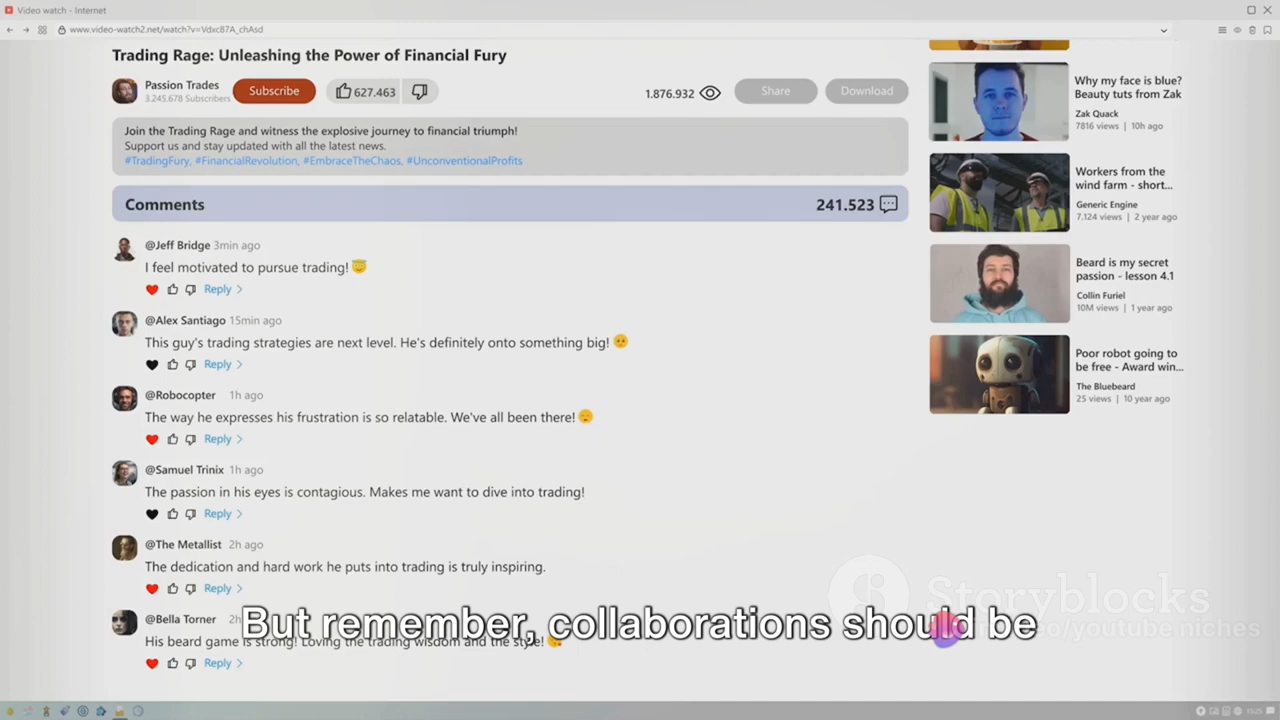 Video watch - Internet
www.video-watch2.net/watch?v=Vdxc87A_chAsd
Trading Rage: Unleashing the Power of Financial Fury
Passion Trades
3.245.678 Subscribers
Subscribe
627.463
1.876.932
Share
Download
Join the Trading Rage and witness the explosive journey to financial triumph!
Support us and stay updated with all the latest news.
#TradingFury, #FinancialRevolution, #EmbraceTheChaos, #UnconventionalProfits
Comments
241.523
@Jeff Bridge 3min ago
I feel motivated to pursue trading! 😇
Reply
@Alex Santiago 15min ago
This guy's trading strategies are next level. He's definitely onto something big!
Reply
@Robocopter 1h ago
The way he expresses his frustration is so relatable. We've all been there!
Reply
@Samuel Trinix 1h ago
The passion in his eyes is contagious. Makes me want to dive into trading!
Reply
@The Metallist 2h ago
The dedication and hard work he puts into trading is truly inspiring.
Reply
@Bella Torner 2h ago
His beard game is strong! Loving the trading wisdom and the style!
Reply
Why my face is blue?
Beauty tuts from Zak
Zak Quack
7816 views | 10h ago
Workers from the
wind farm - short...
Generic Engine
7.124 views | 2 year ago
Beard is my secret
passion - lesson 4.1
Collin Furiel
10M views | 1 year ago
Poor robot going to
be free - Award win...
The Bluebeard
25 views | 10 year ago
But remember, collaborations should be
Storyblocks
/youtube niches
15:25